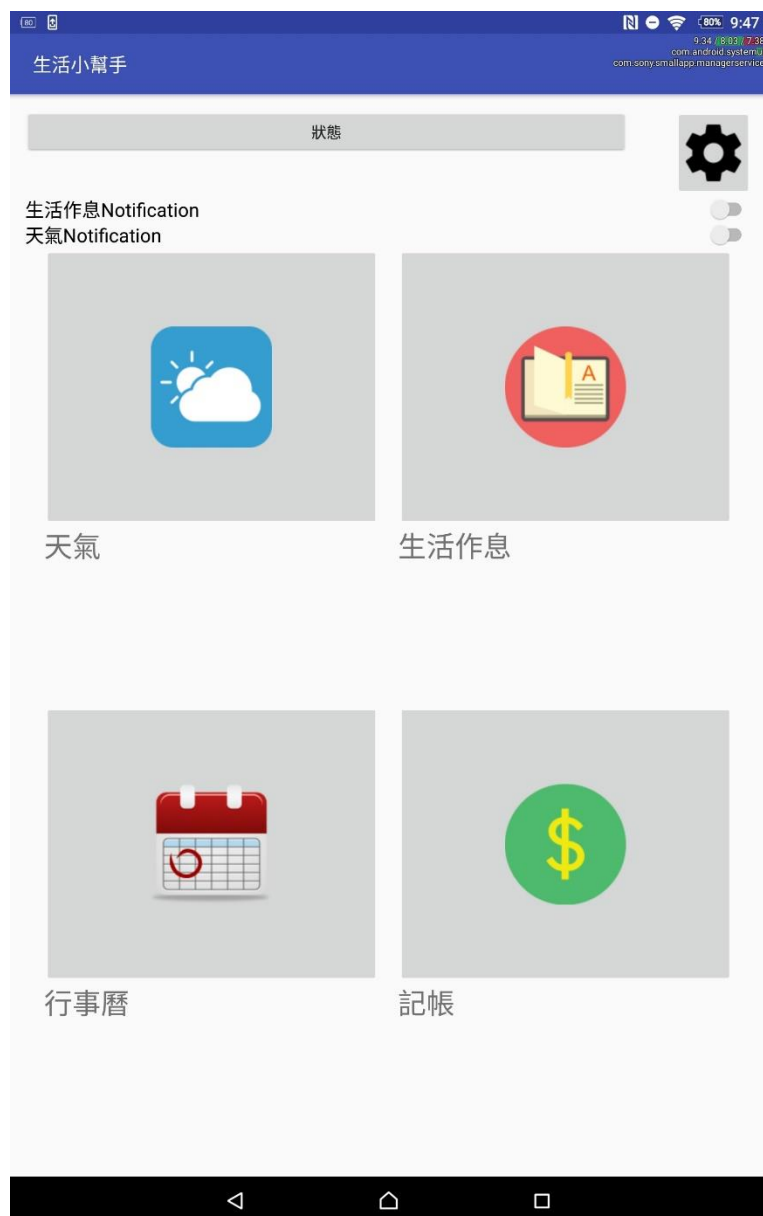 80
80% 9:47
9.34 / 8.03 / 7.38
生活小幫手
com.android.systemui
com.sony.smallapp.managerservice
狀態
生活作息Notification
天氣Notification
A
天氣
生活作息
$
行事曆
記帳